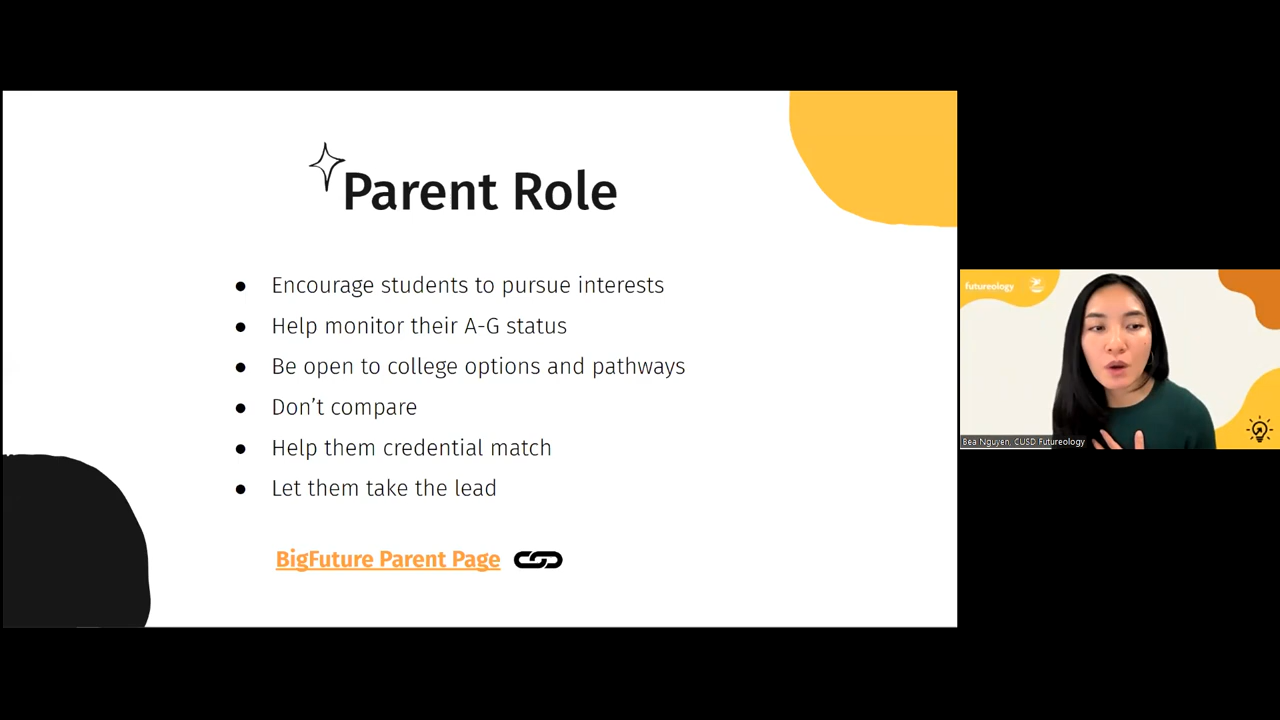 Parent Role
● Encourage students to pursue interests
● Help monitor their A-G status
● Be open to college options and pathways
● Don’t compare
● Help them credential match
● Let them take the lead
BigFuture Parent Page
futureology
Bea Nguyen, CUSD Futureology